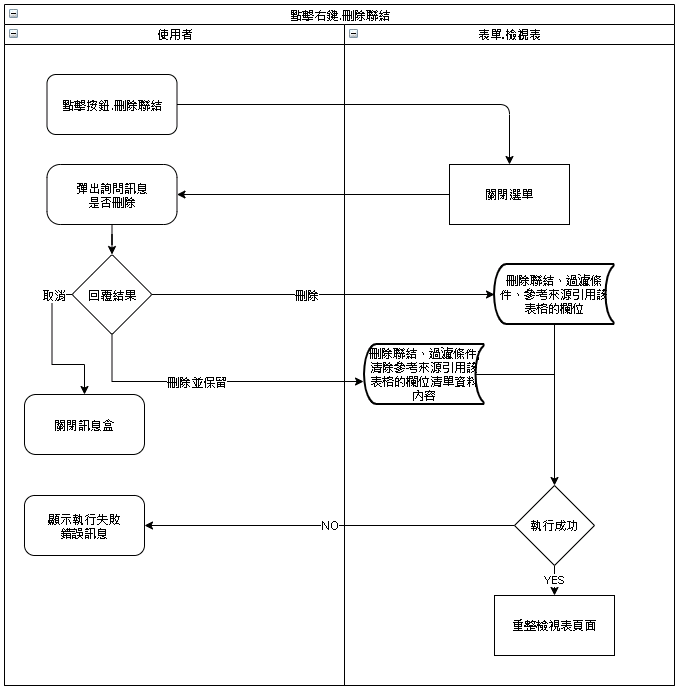 點擊右鍵.刪除聯結
使用者
表單.檢視表
點擊按鈕.刪除聯結
彈出詢問訊息
是否刪除
關閉選單
取消
回覆結果
刪除
刪除聯結、過濾條
件、參考來源引用該
表格的欄位
刪除並保留
刪除聯結、過濾條件,
清除參考來源引用該
表格的欄位清單資料
內容
關閉訊息盒
顯示執行失敗
錯誤訊息
NO
執行成功
YES
重整檢視表頁面